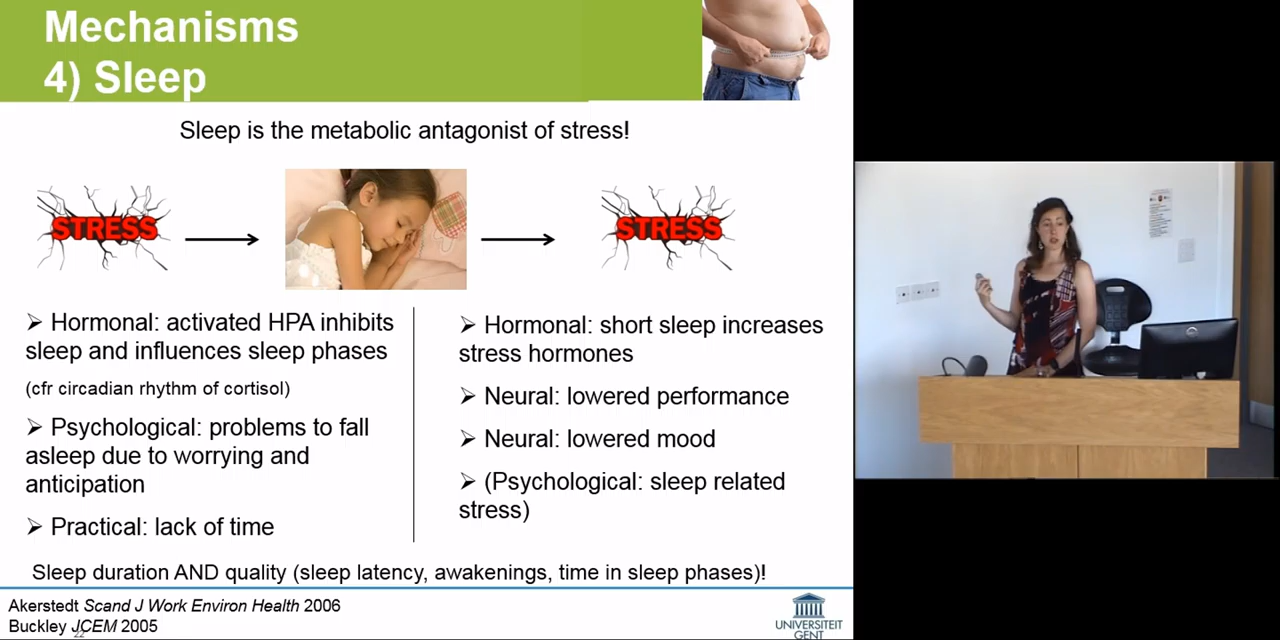 Mechanisms
4) Sleep
Sleep is the metabolic antagonist of stress!
STRESS
STRESS
➢ Hormonal: activated HPA inhibits
sleep and influences sleep phases
(cfr circadian rhythm of cortisol)
➢ Psychological: problems to fall
asleep due to worrying and
anticipation
➢ Practical: lack of time
➢ Hormonal: short sleep increases
stress hormones
➢ Neural: lowered performance
➢ Neural: lowered mood
➢ (Psychological: sleep related
stress)
Sleep duration AND quality (sleep latency, awakenings, time in sleep phases)!
Akerstedt Scand J Work Environ Health 2006
Buckley JCEM 2005
22
UNIVERSITEIT
GENT